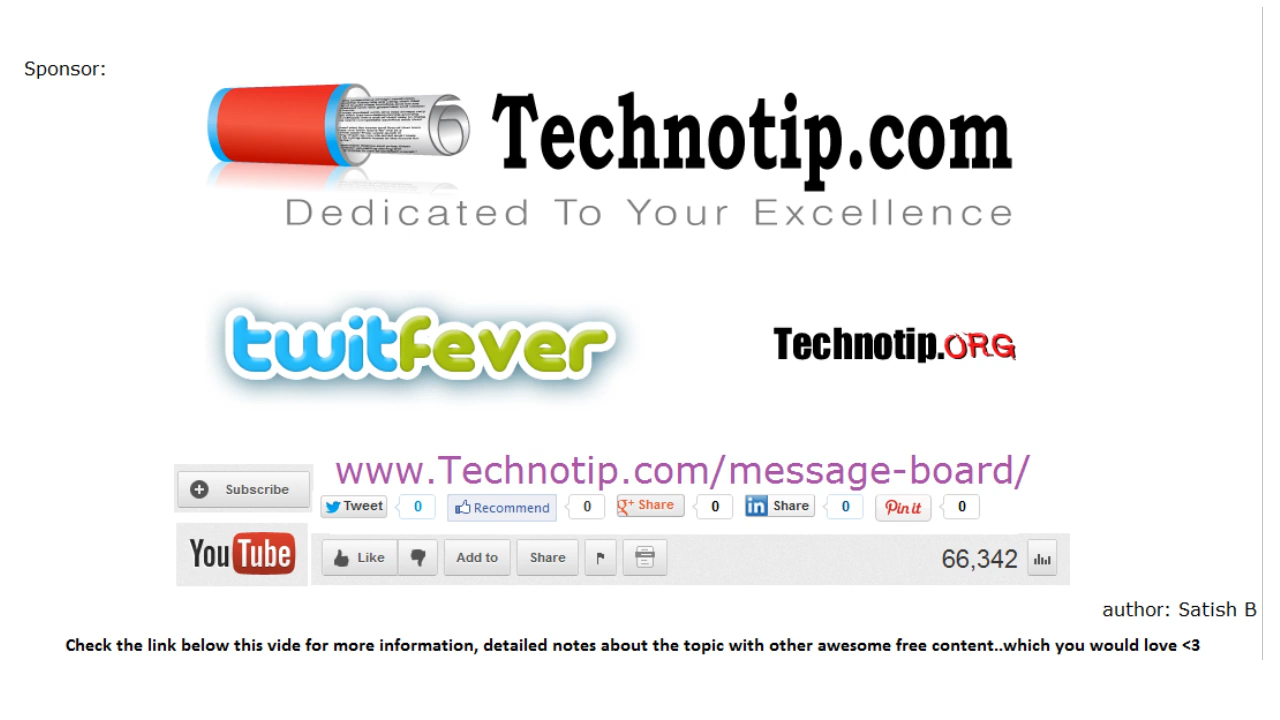 Sponsor:
Technotip.com
Dedicated To Your Excellence
twitfever
Technotip.ORG
www.Technotip.com/message-board/
Subscribe
Tweet 0 Recommend 0 g+ Share 0 in Share 0 Pin it 0
YouTube
Like Add to Share 66,342
author: Satish B
Check the link below this vide for more information, detailed notes about the topic with other awesome free content..which you would love <3